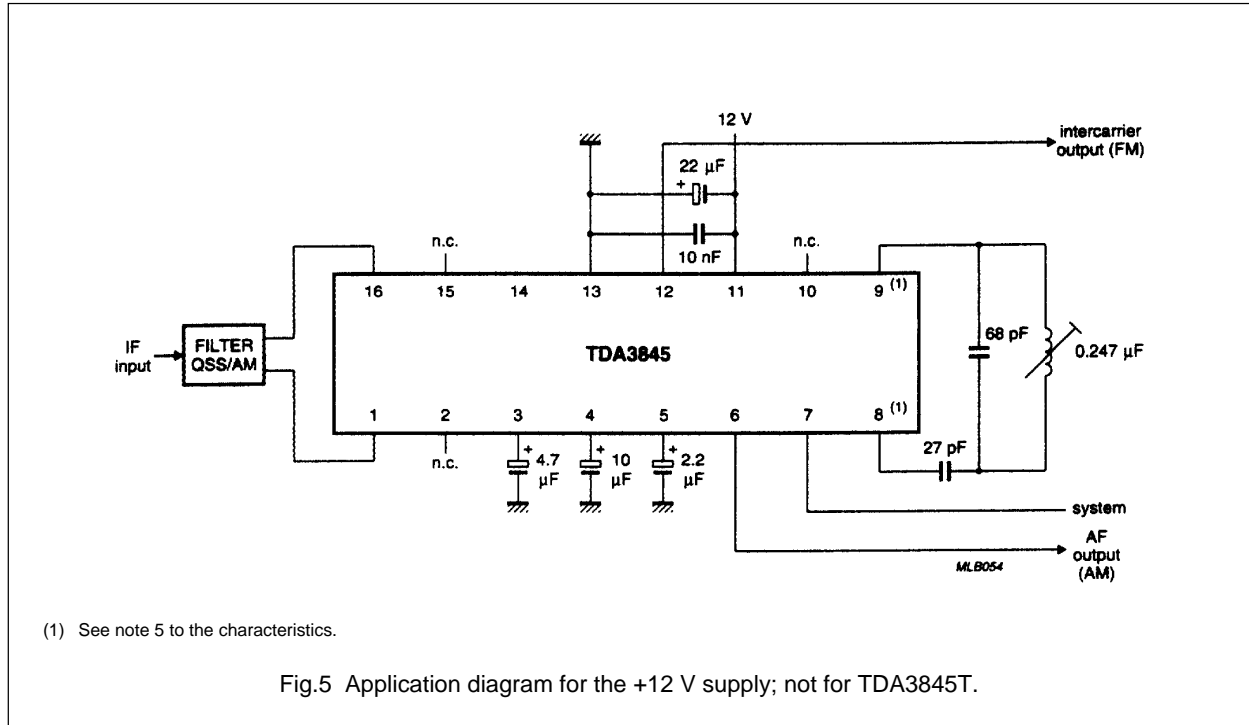 12 V
intercarrier
output (FM)
22 µF
+
10 nF
n.c.
n.c.
16 15 14 13 12 11 10 9 (1)
IF
input
FILTER
QSS/AM
TDA3845
68 pF
0.247 µF
1 2 3 4 5 6 7 8 (1)
n.c.
+ 4.7
µF
+ 10
µF
+ 2.2
µF
27 pF
system
AF
output
(AM)
MLB054
(1) See note 5 to the characteristics.
Fig.5 Application diagram for the +12 V supply; not for TDA3845T.